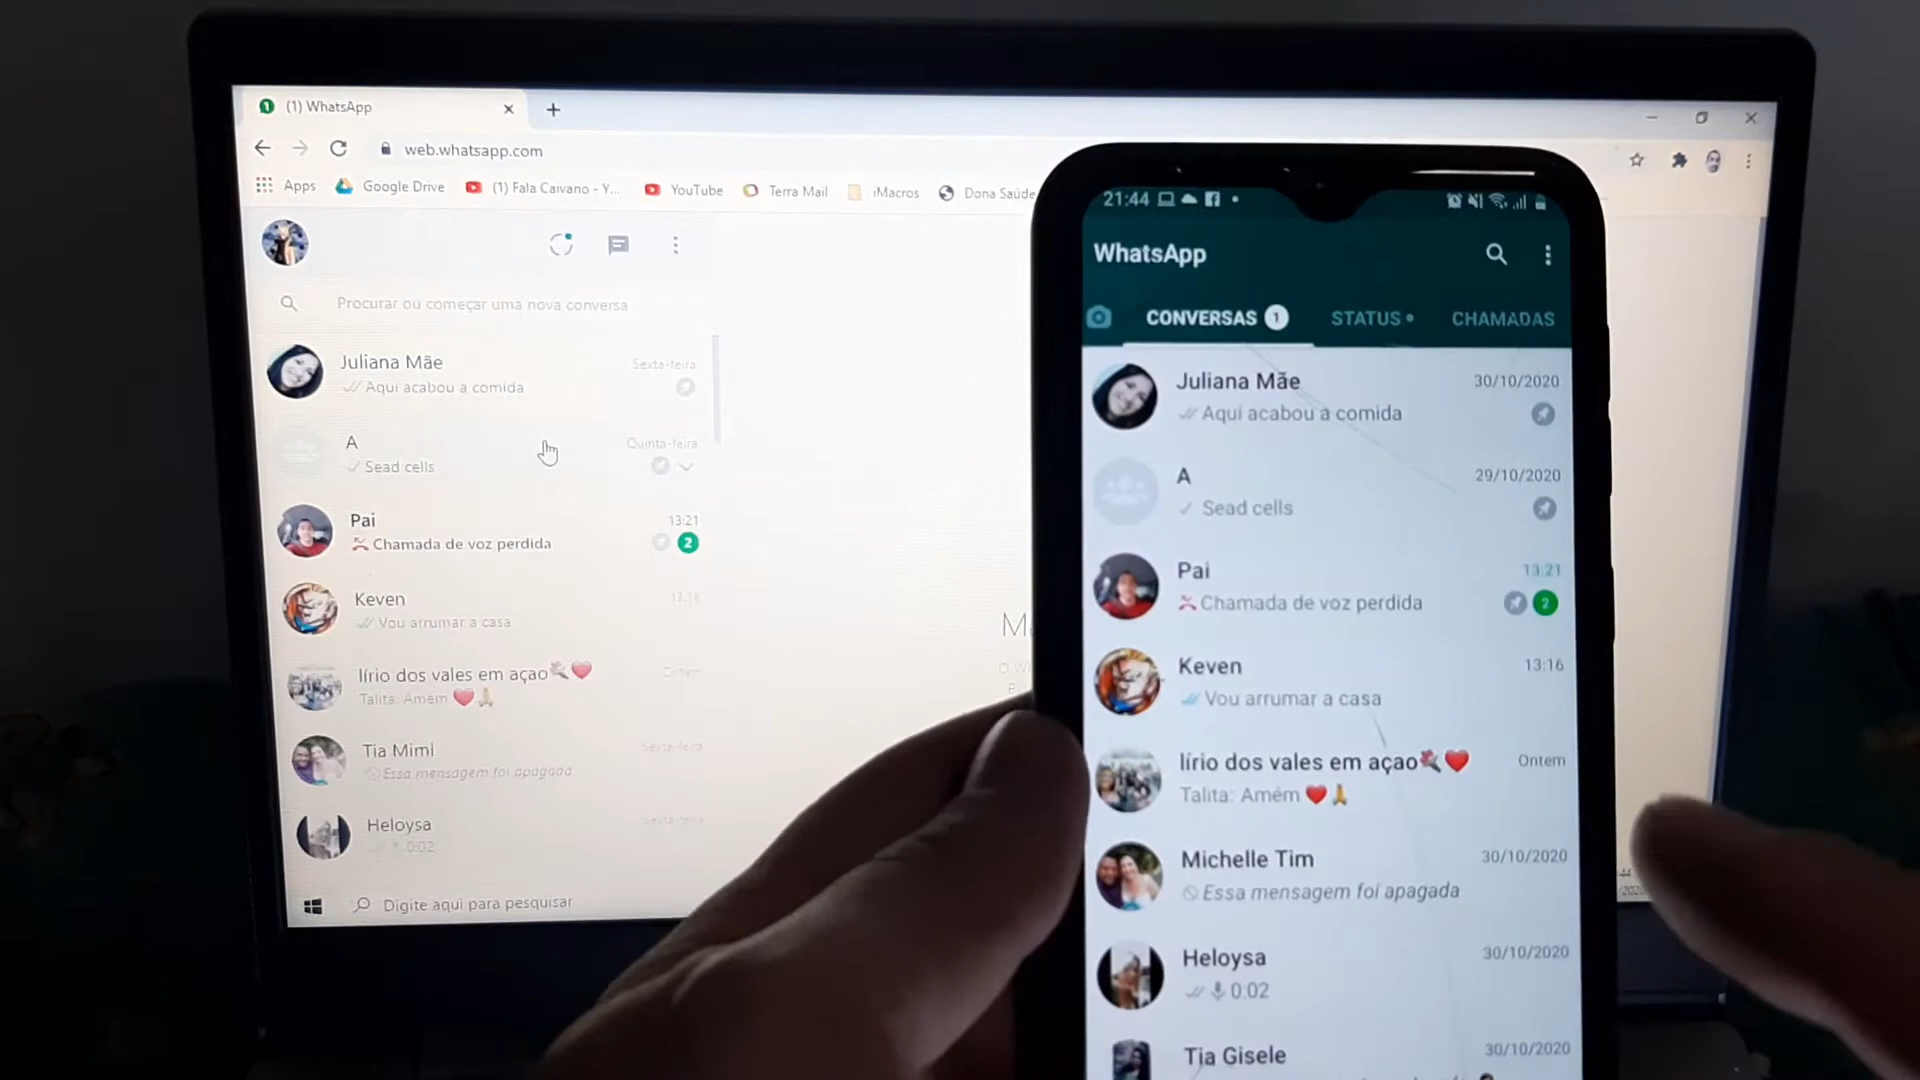 (1) WhatsApp
web.whatsapp.com
Apps
Google Drive
(1) Fala Caivano - Y...
YouTube
Terra Mail
iMacros
Dona Saúde
Procurar ou começar uma nova conversa
Juliana Mãe
Sexta-feira
Aqui acabou a comida
A
Quinta-feira
Sead cells
Pai
13:21
Chamada de voz perdida
2
Keven
13:16
Vou arrumar a casa
lírio dos vales em açao
Ontem
Talita: Amém
Tia Mimi
Sexta-feira
Essa mensagem foi apagada
Heloysa
Sexta-feira
0:02
Digite aqui para pesquisar
21:44
WhatsApp
CONVERSAS 1
STATUS
CHAMADAS
Juliana Mãe
30/10/2020
Aqui acabou a comida
A
29/10/2020
Sead cells
Pai
13:21
Chamada de voz perdida
2
Keven
13:16
Vou arrumar a casa
lírio dos vales em açao🌹❤️
Ontem
Talita: Amém ❤️🙏
Michelle Tim
30/10/2020
Essa mensagem foi apagada
Heloysa
30/10/2020
0:02
Tia Gisele
30/10/2020